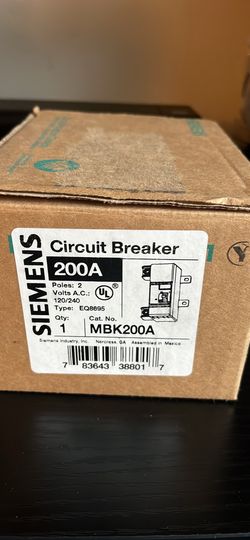 SIEMENS
Circuit Breaker
200A
Poles: 2
Volts A.C.:
120/240
Type: EQ8695
UL
Qty: Cat. No.
1 MBK200A
Siemens Industry, Inc. Norcross, GA Assembled in Mexico
7 83643 38801 7